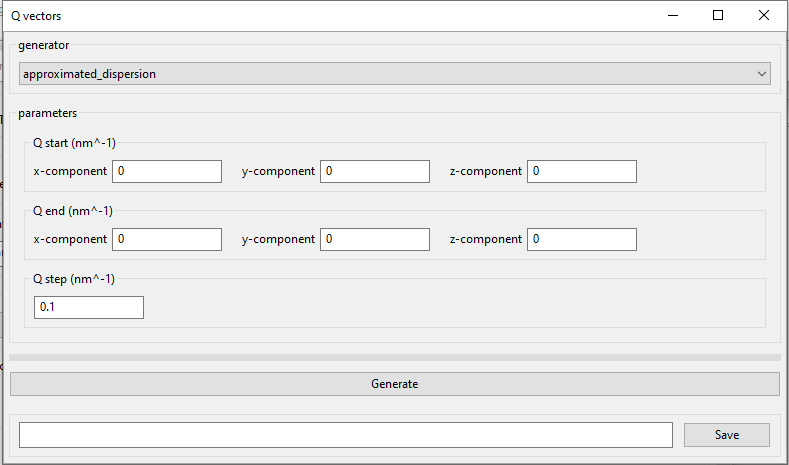 Q vectors
generator
approximated_dispersion
parameters
Q start (nm^-1)
x-component 0 y-component 0 z-component 0
Q end (nm^-1)
x-component 0 y-component 0 z-component 0
Q step (nm^-1)
0.1
Generate
Save